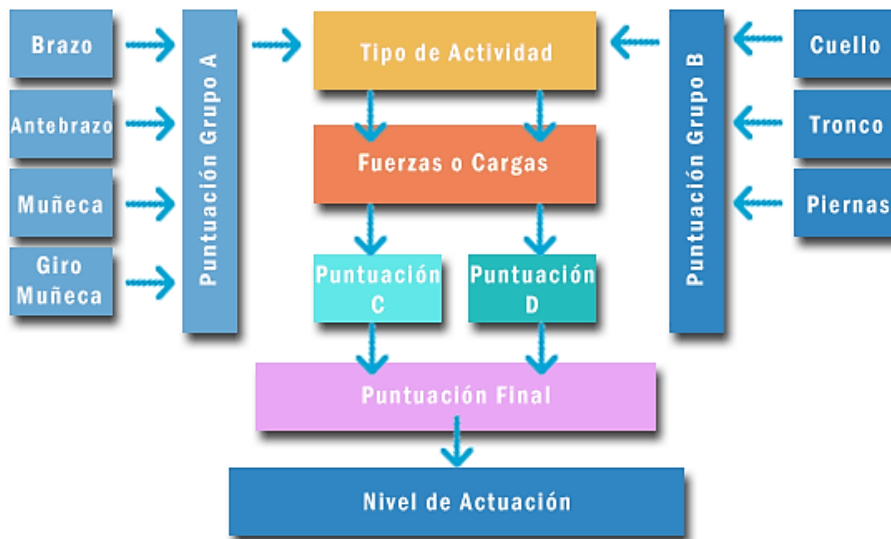 Brazo
Antebrazo
Muñeca
Giro
Muñeca
Puntuación Grupo A
Tipo de Actividad
Fuerzas o Cargas
Puntuación
C
Puntuación
D
Puntuación Final
Nivel de Actuación
Puntuación Grupo B
Cuello
Tronco
Piernas